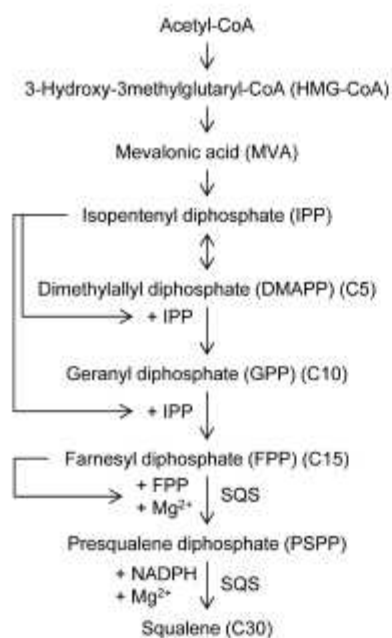 Acetyl-CoA
3-Hydroxy-3methylglutaryl-CoA (HMG-CoA)
Mevalonic acid (MVA)
Isopentenyl diphosphate (IPP)
Dimethylallyl diphosphate (DMAPP) (C5)
+ IPP
Geranyl diphosphate (GPP) (C10)
+ IPP
Farnesyl diphosphate (FPP) (C15)
+ FPP
+ Mg²⁺ SQS
Presqualene diphosphate (PSPP)
+ NADPH
+ Mg²⁺ SQS
Squalene (C30)